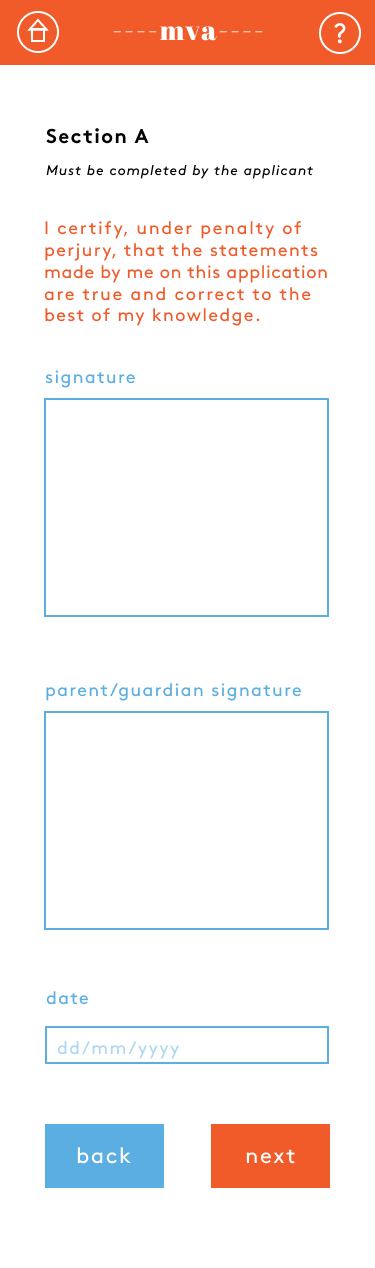 ----mva----
?
Section A
Must be completed by the applicant
I certify, under penalty of
perjury, that the statements
made by me on this application
are true and correct to the
best of my knowledge.
signature
parent/guardian signature
date
dd/mm/yyyy
back
next